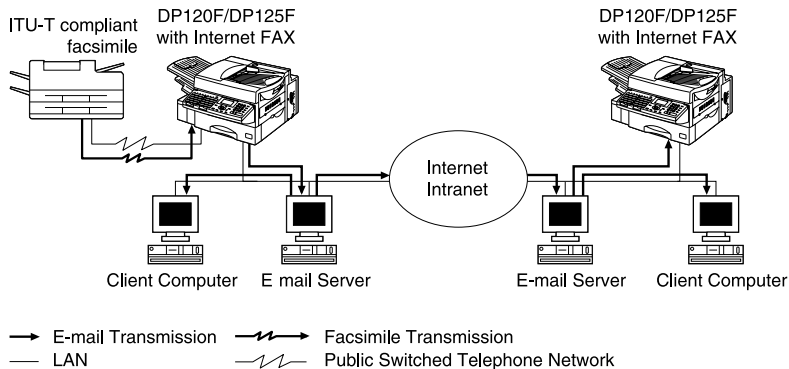 ITU-T compliant
facsimile
DP120F/DP125F
with Internet FAX
DP120F/DP125F
with Internet FAX
Internet
Intranet
Client Computer
E mail Server
E-mail Server
Client Computer
E-mail Transmission
Facsimile Transmission
LAN
Public Switched Telephone Network